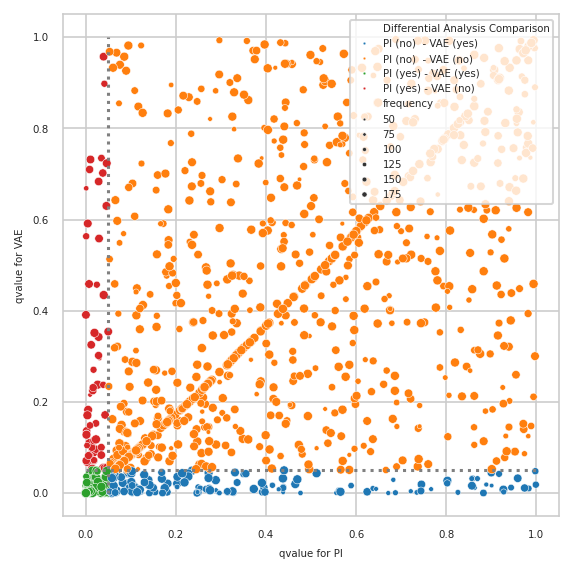 1.0
0.8
0.6
0.4
0.2
0.0
qvalue for VAE
Differential Analysis Comparison
PI (no) - VAE (yes)
PI (no) - VAE (no)
PI (yes) - VAE (yes)
PI (yes) - VAE (no)
frequency
50
75
100
125
150
175
0.0 0.2 0.4 0.6 0.8 1.0
qvalue for PI